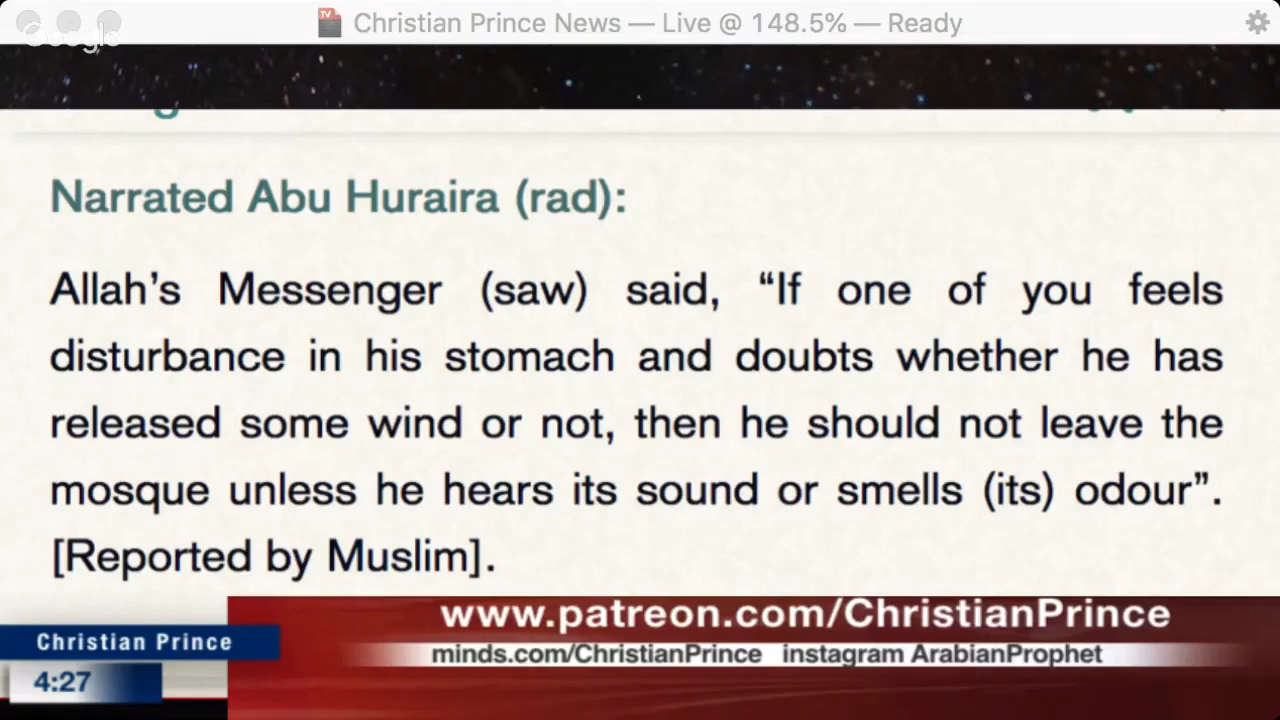 Christian Prince News — Live @ 148.5% — Ready
Google
Narrated Abu Huraira (rad):
Allah’s Messenger (saw) said, “If one of you feels
disturbance in his stomach and doubts whether he has
released some wind or not, then he should not leave the
mosque unless he hears its sound or smells (its) odour”.
[Reported by Muslim].
www.patreon.com/ChristianPrince
Christian Prince
minds.com/ChristianPrince instagram ArabianProphet
4:27